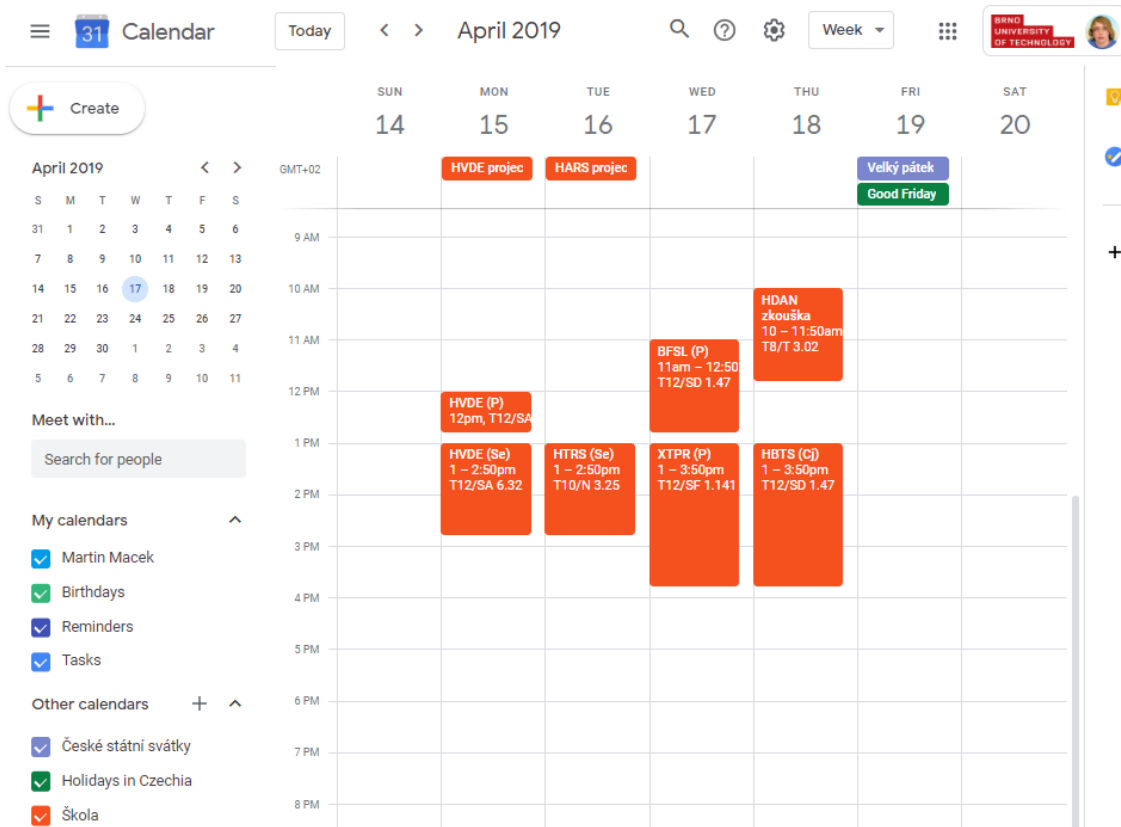 31 Calendar Today April 2019 Week
BRNO
UNIVERSITY
OF TECHNOLOGY
Create
April 2019
S M T W T F S
31 1 2 3 4 5 6
7 8 9 10 11 12 13
14 15 16 17 18 19 20
21 22 23 24 25 26 27
28 29 30 1 2 3 4
5 6 7 8 9 10 11
Meet with...
Search for people
My calendars
Martin Macek
Birthdays
Reminders
Tasks
Other calendars
České státní svátky
Holidays in Czechia
Škola
SUN MON TUE WED THU FRI SAT
14 15 16 17 18 19 20
GMT+02
HVDE projec
HARS projec
Velký pátek
Good Friday
9 AM
10 AM
11 AM
12 PM
1 PM
2 PM
3 PM
4 PM
5 PM
6 PM
7 PM
8 PM
HVDE (P)
12pm, T12/SA
HVDE (Se)
1 – 2:50pm
T12/SA 6.32
HTRS (Se)
1 – 2:50pm
T10/N 3.25
BFSL (P)
11am – 12:50
T12/SD 1.47
XTPR (P)
1 – 3:50pm
T12/SF 1.141
HDAN
zkouška
10 – 11:50am
T8/T 3.02
HBTS (Cj)
1 – 3:50pm
T12/SD 1.47